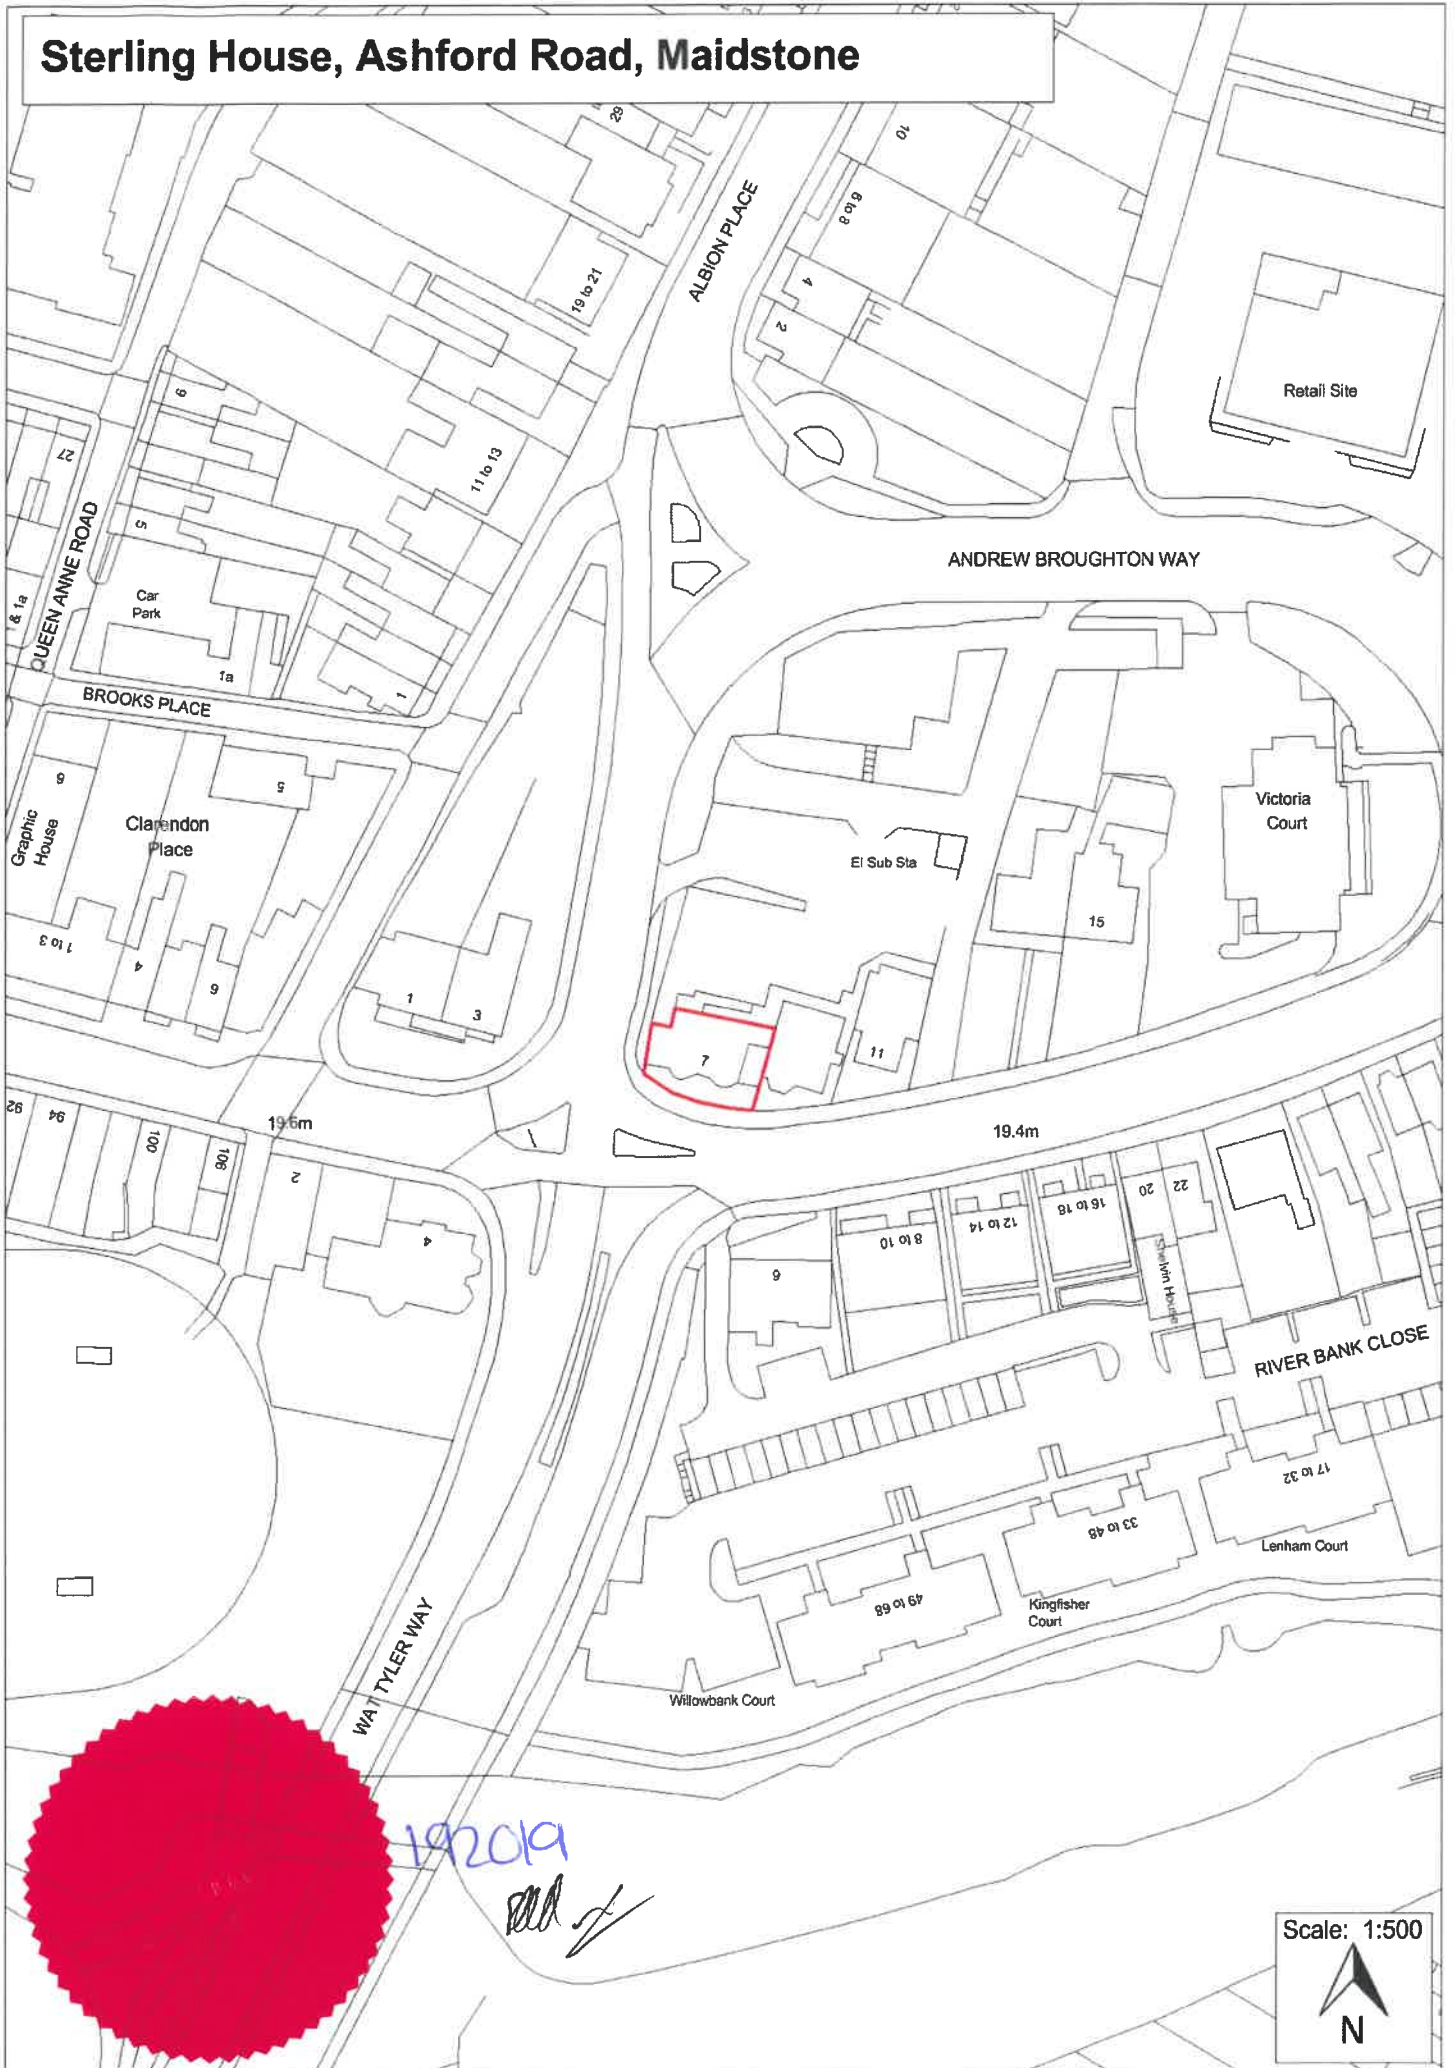 Sterling House, Ashford Road, Maidstone
29
10
6 to 8
ALBION PLACE
19 to 21
4
2
Retail Site
9
27
11 to 13
5
QUEEN ANNE ROAD
ANDREW BROUGHTON WAY
Car
Park
& 1a
1a
1
BROOKS PLACE
6
5
Graphic
House
Clarendon
Place
Victoria
Court
El Sub Sta
15
1 to 3
4
6
1
3
7
11
19.6m
19.4m
92
94
100
106
2
4
6
8 to 10
12 to 14
16 to 18
20
22
Shelvin House
RIVER BANK CLOSE
17 to 32
33 to 48
Lenham Court
49 to 68
Kingfisher
Court
WAT TYLER WAY
Willowbank Court
192019
Scale: 1:500
N